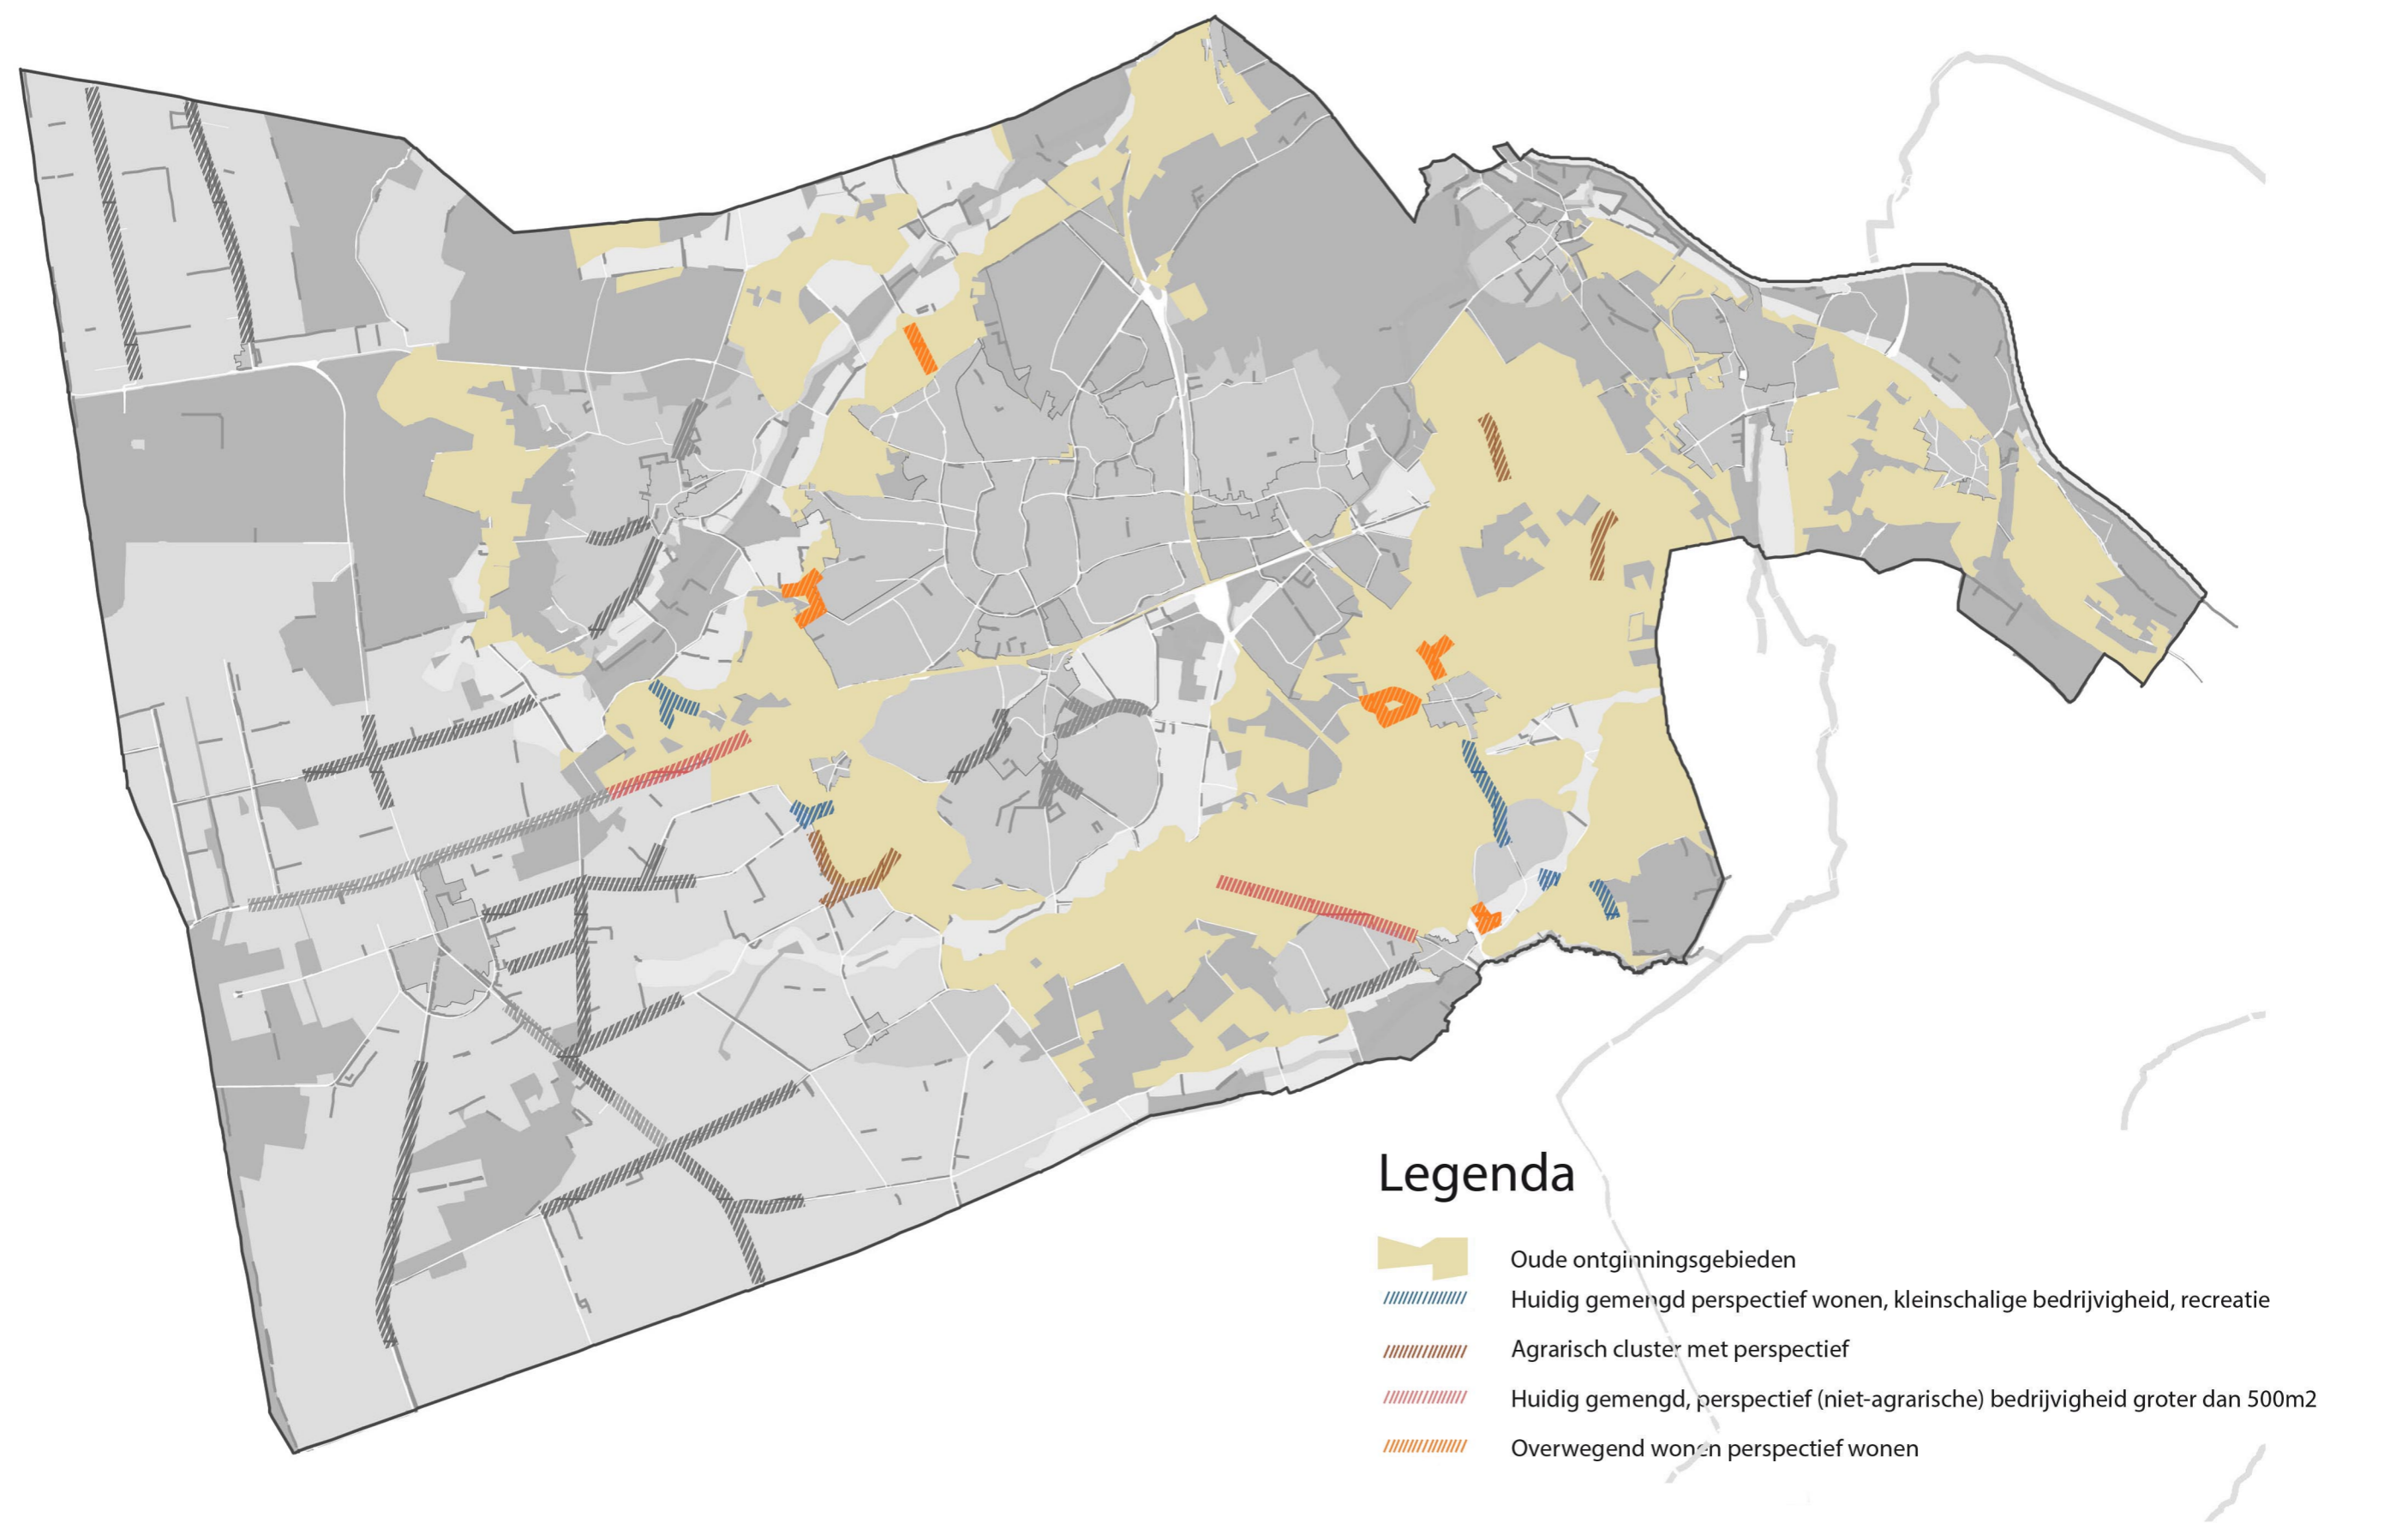 Legenda
Oude ontginningsgebieden
Huidig gemengd perspectief wonen, kleinschalige bedrijvigheid, recreatie
Agrarisch cluster met perspectief
Huidig gemengd, perspectief (niet-agrarische) bedrijvigheid groter dan 500m2
Overwegend wonen perspectief wonen